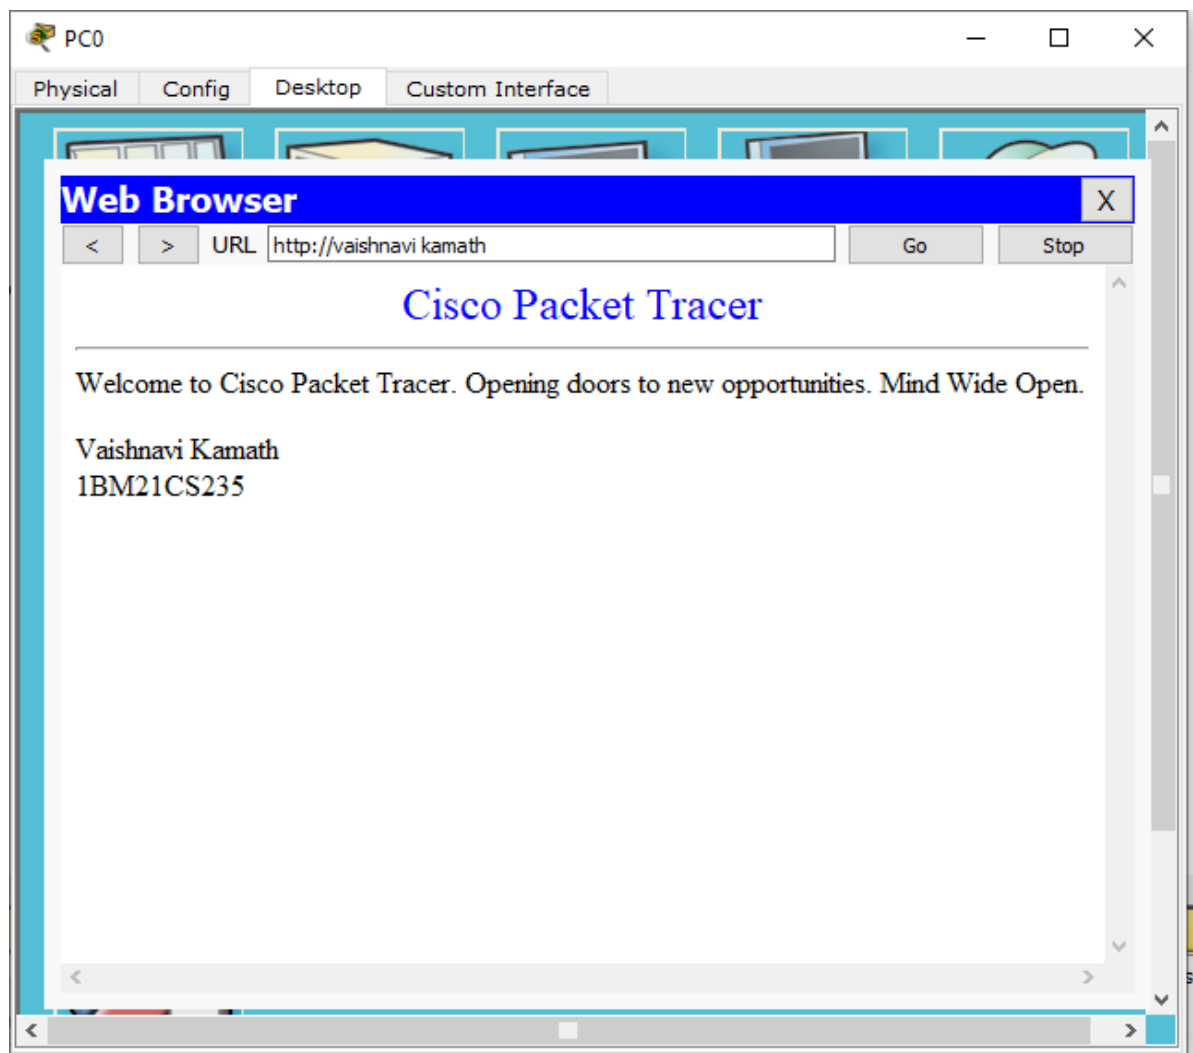 PC0
Physical Config Desktop Custom Interface
Web Browser X
< > URL http://vaishnavi kamath Go Stop
Cisco Packet Tracer
Welcome to Cisco Packet Tracer. Opening doors to new opportunities. Mind Wide Open.
Vaishnavi Kamath
1BM21CS235